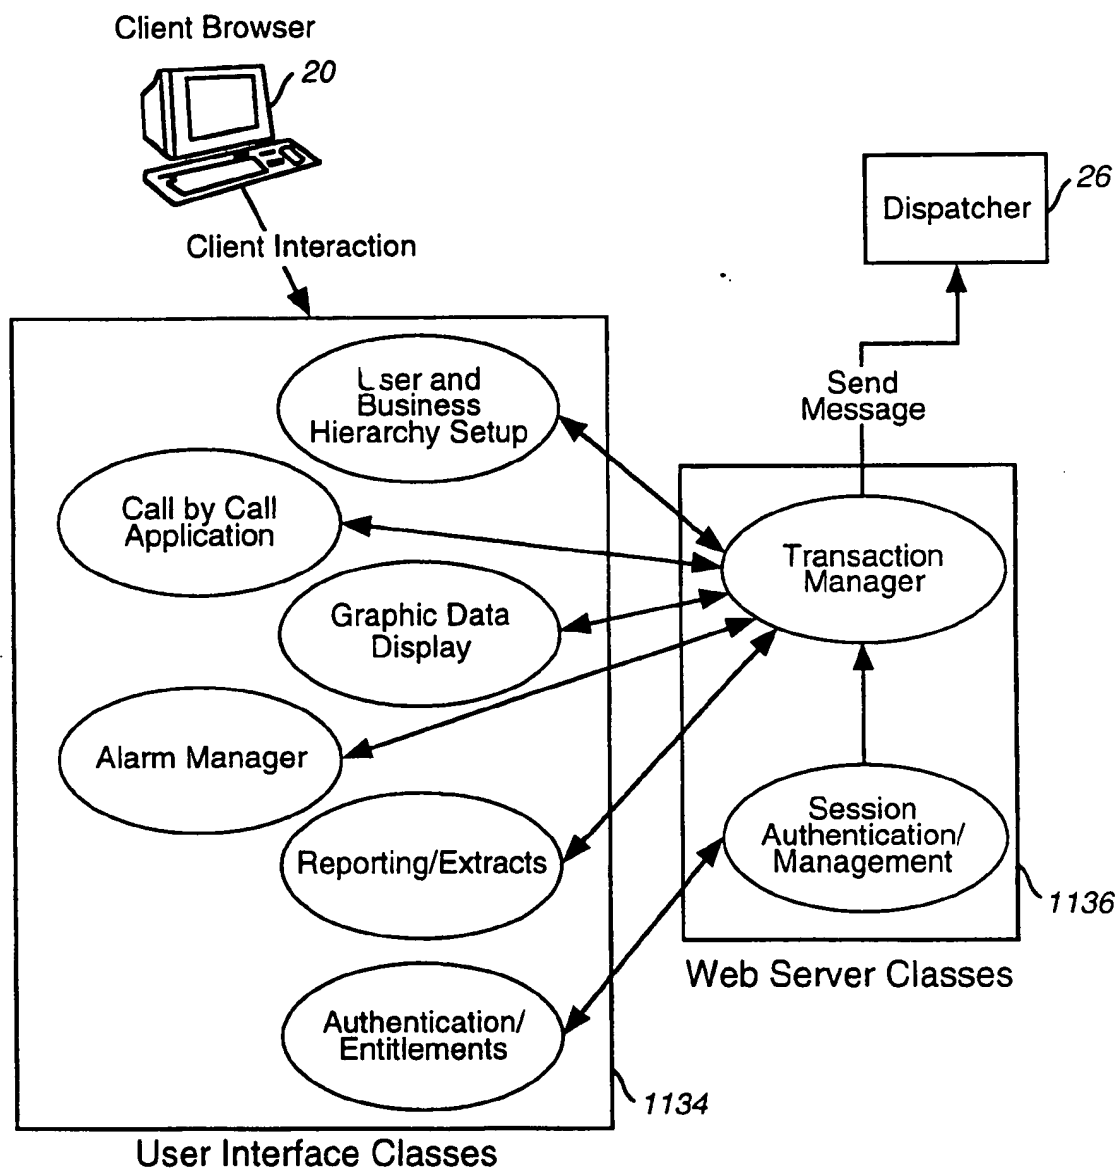 Client Browser
20
Client Interaction
Dispatcher
26
Send
Message
User and
Business
Hierarchy Setup
Call by Call
Application
Graphic Data
Display
Alarm Manager
Reporting/Extracts
Authentication/
Entitlements
1134
User Interface Classes
Transaction
Manager
Session
Authentication/
Management
1136
Web Server Classes